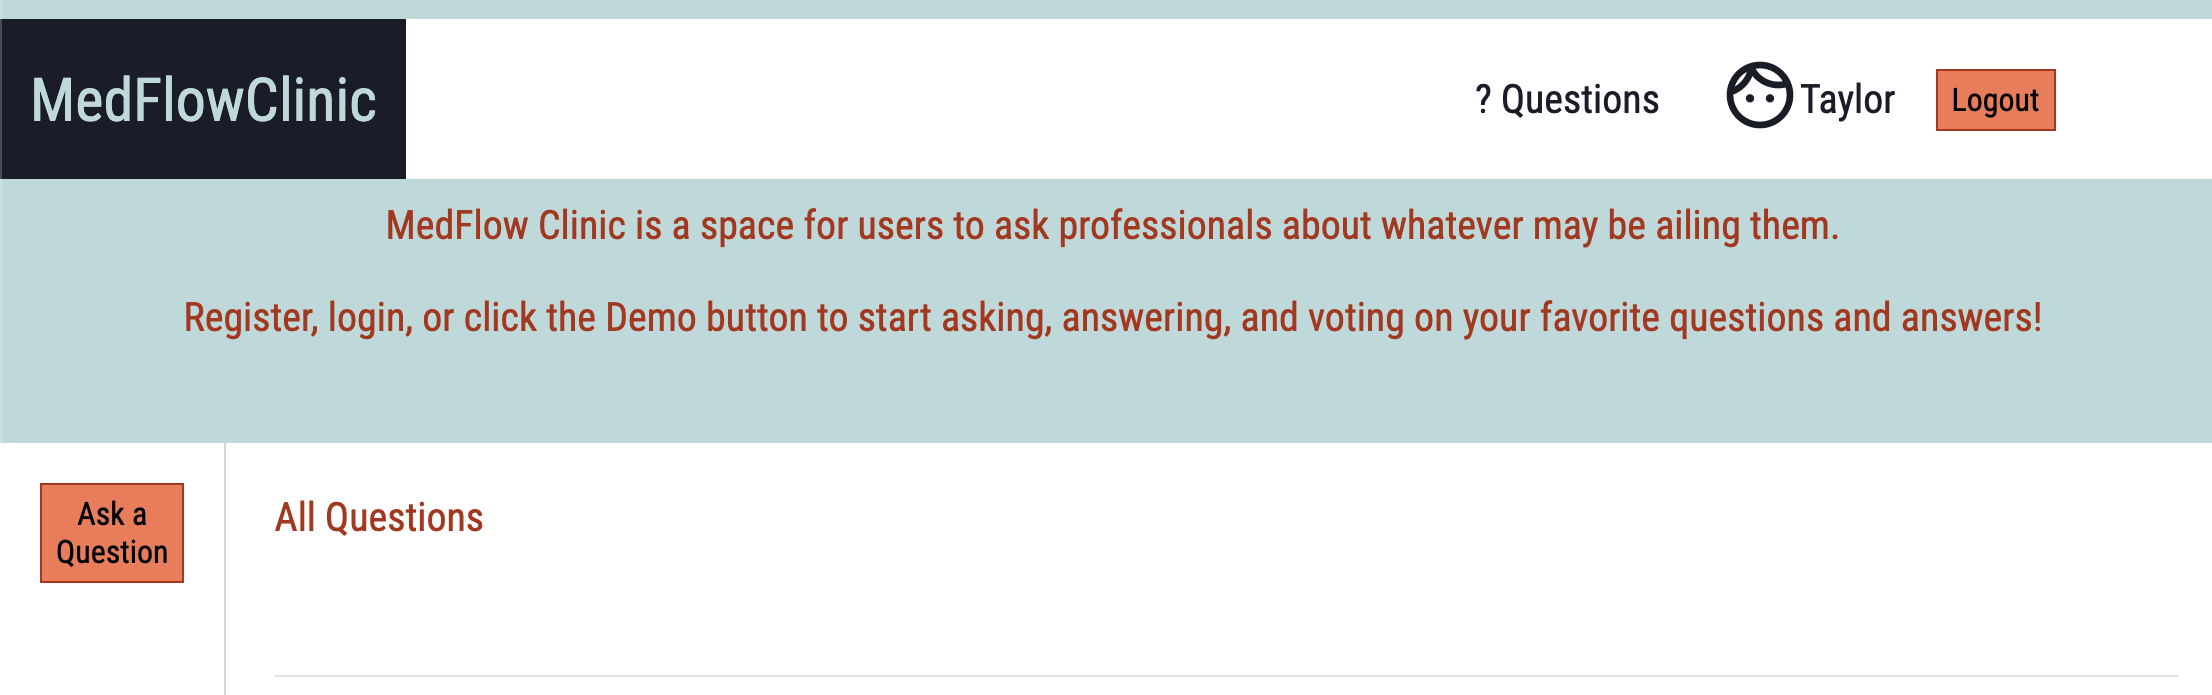 MedFlowClinic
? Questions
Taylor
Logout
MedFlow Clinic is a space for users to ask professionals about whatever may be ailing them.
Register, login, or click the Demo button to start asking, answering, and voting on your favorite questions and answers!
Ask a
Question
All Questions